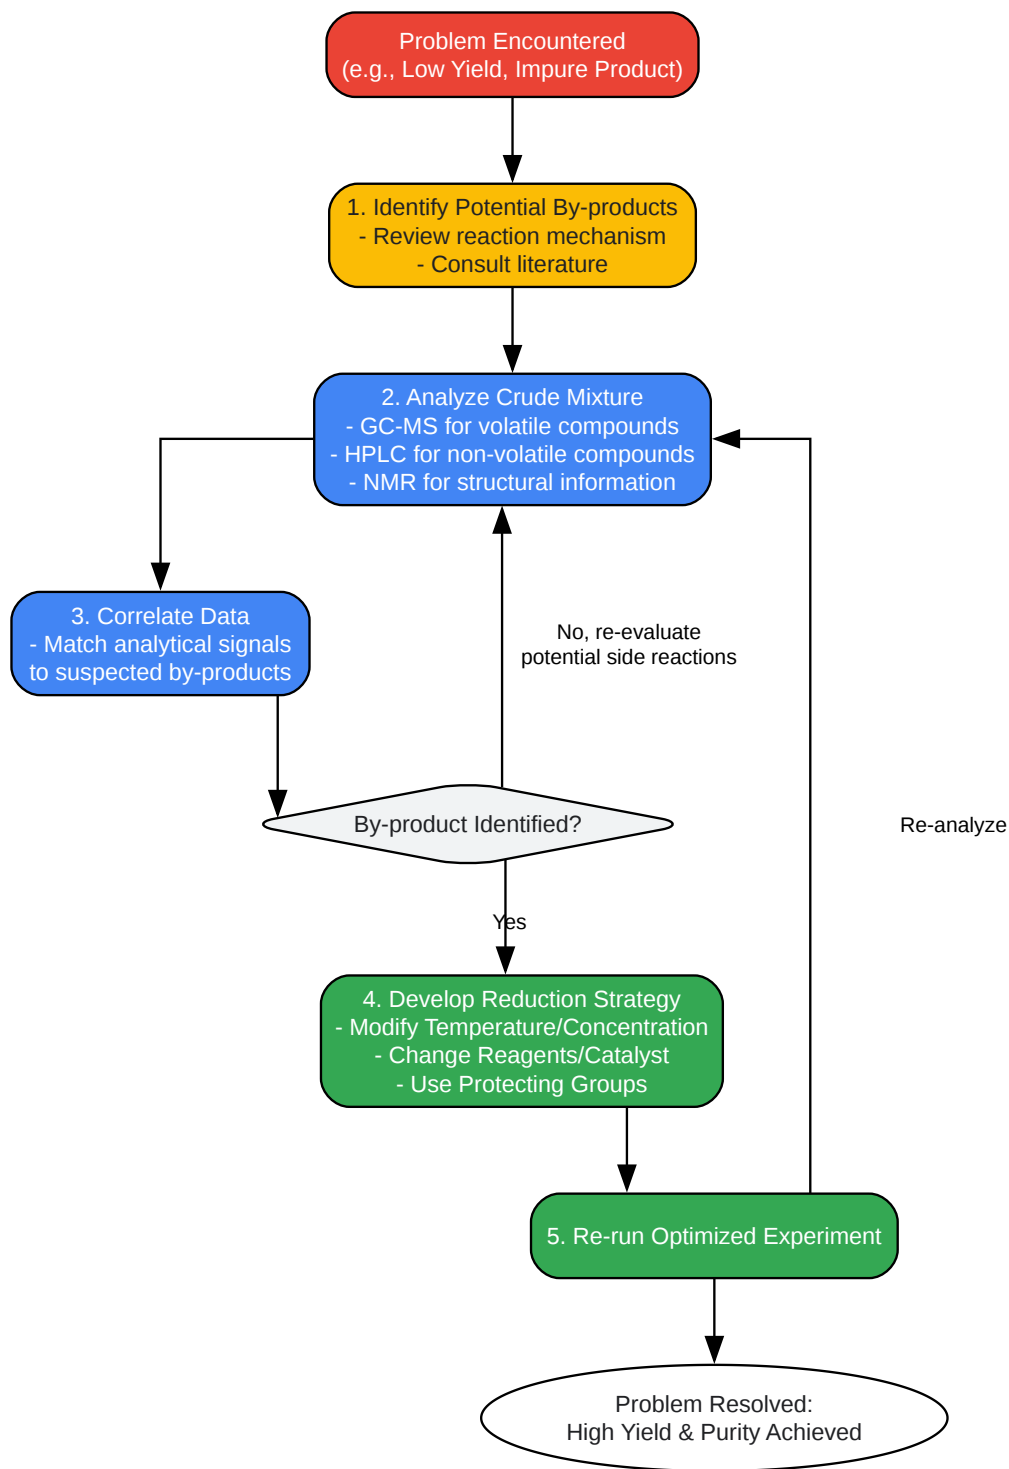 Problem Encountered
(e.g., Low Yield, Impure Product)
1. Identify Potential By-products
- Review reaction mechanism
- Consult literature
2. Analyze Crude Mixture
- GC-MS for volatile compounds
- HPLC for non-volatile compounds
- NMR for structural information
3. Correlate Data
- Match analytical signals
to suspected by-products
No, re-evaluate
potential side reactions
By-product Identified?
Re-analyze
Yes
4. Develop Reduction Strategy
- Modify Temperature/Concentration
- Change Reagents/Catalyst
- Use Protecting Groups
5. Re-run Optimized Experiment
Problem Resolved:
High Yield & Purity Achieved